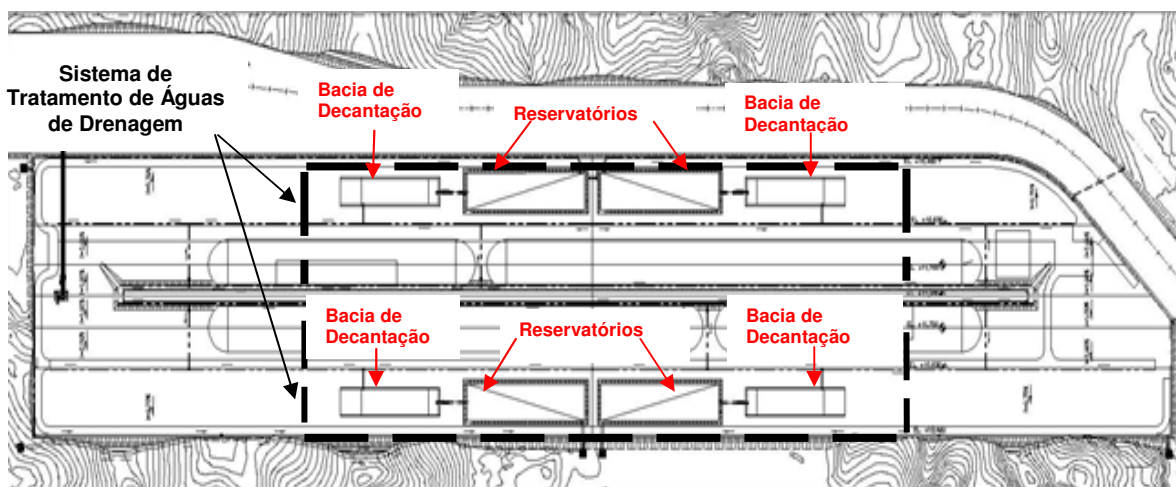 Sistema de
Tratamento de Águas
de Drenagem
Bacia de
Decantação
Reservatórios
Bacia de
Decantação
Bacia de
Decantação
Reservatórios
Bacia de
Decantação